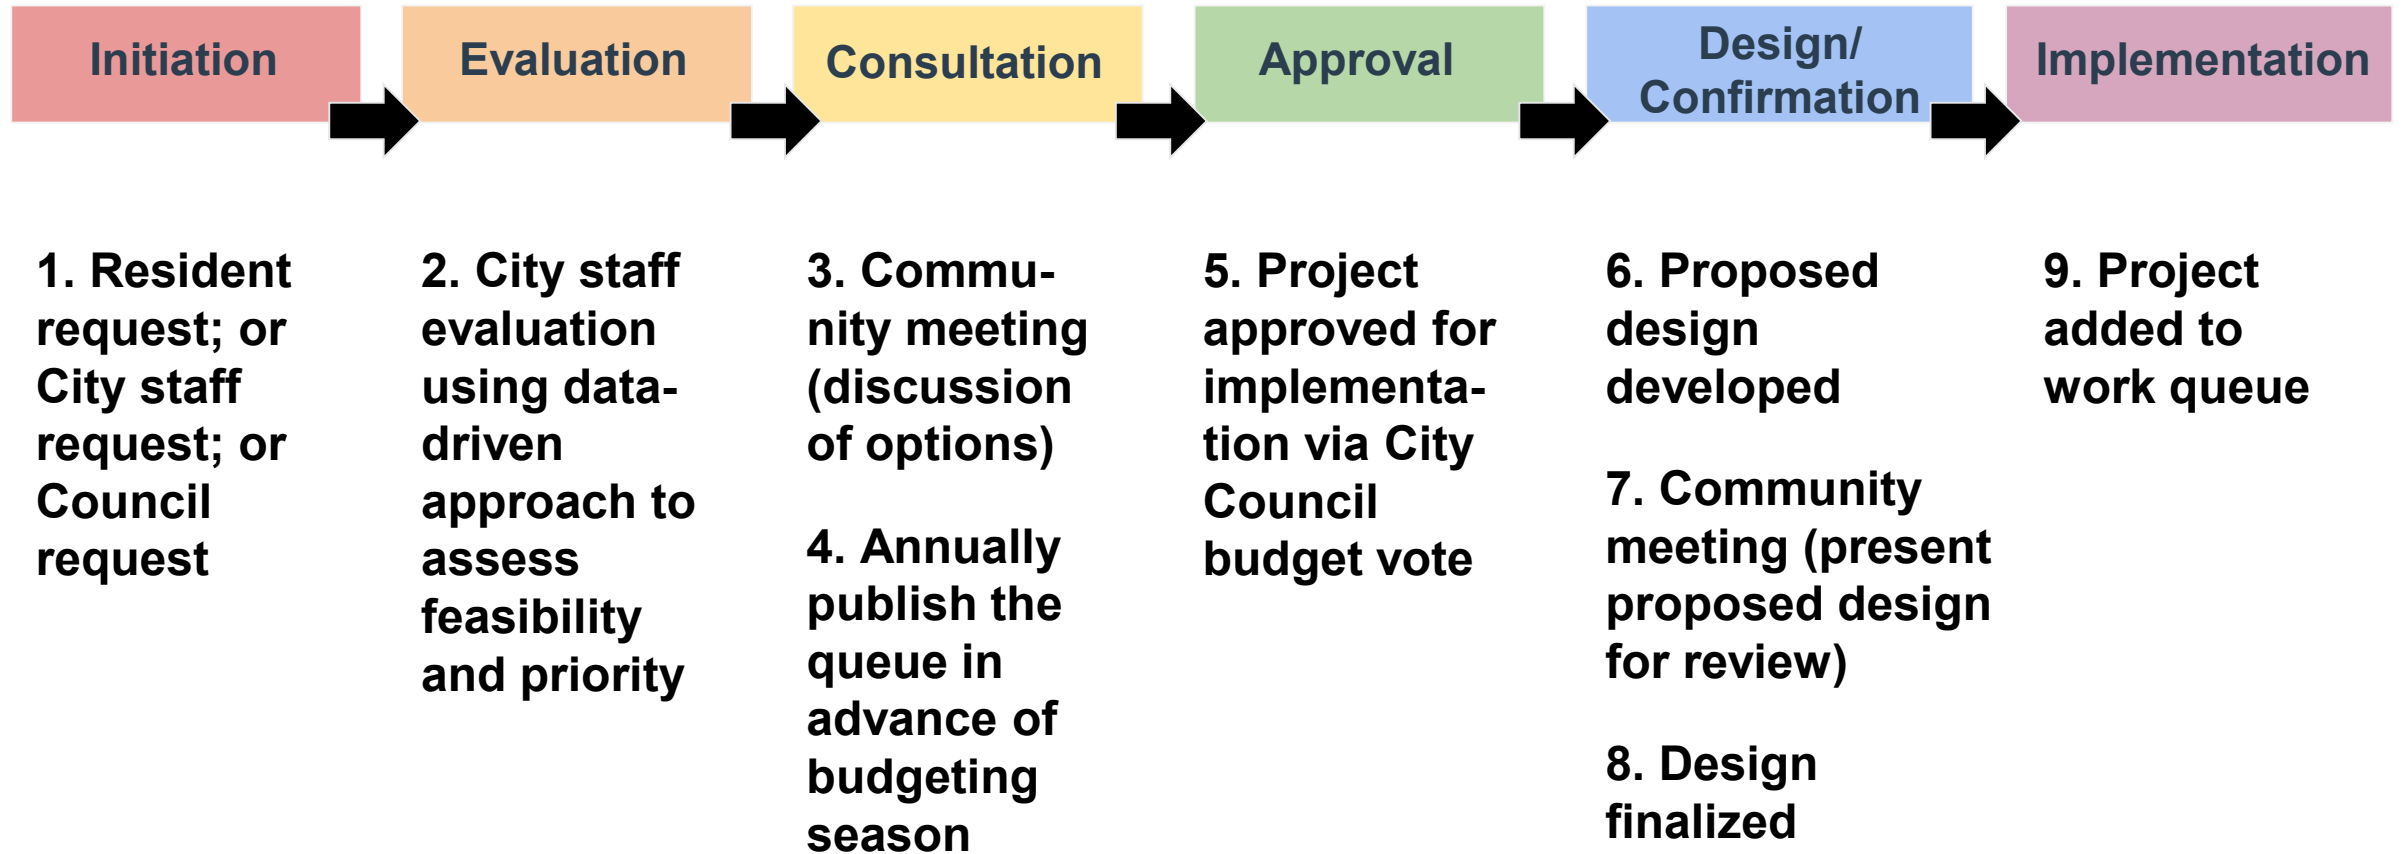 Initiation
Evaluation
Consultation
Approval
Design/
Confirmation
Implementation
1. Resident
request; or
City staff
request; or
Council
request
2. City staff
evaluation
using data-
driven
approach to
assess
feasibility
and priority
3. Commu-
nity meeting
(discussion
of options)
4. Annually
publish the
queue in
advance of
budgeting
season
5. Project
approved for
implementa-
tion via City
Council
budget vote
6. Proposed
design
developed
7. Community
meeting (present
proposed design
for review)
8. Design
finalized
9. Project
added to
work queue